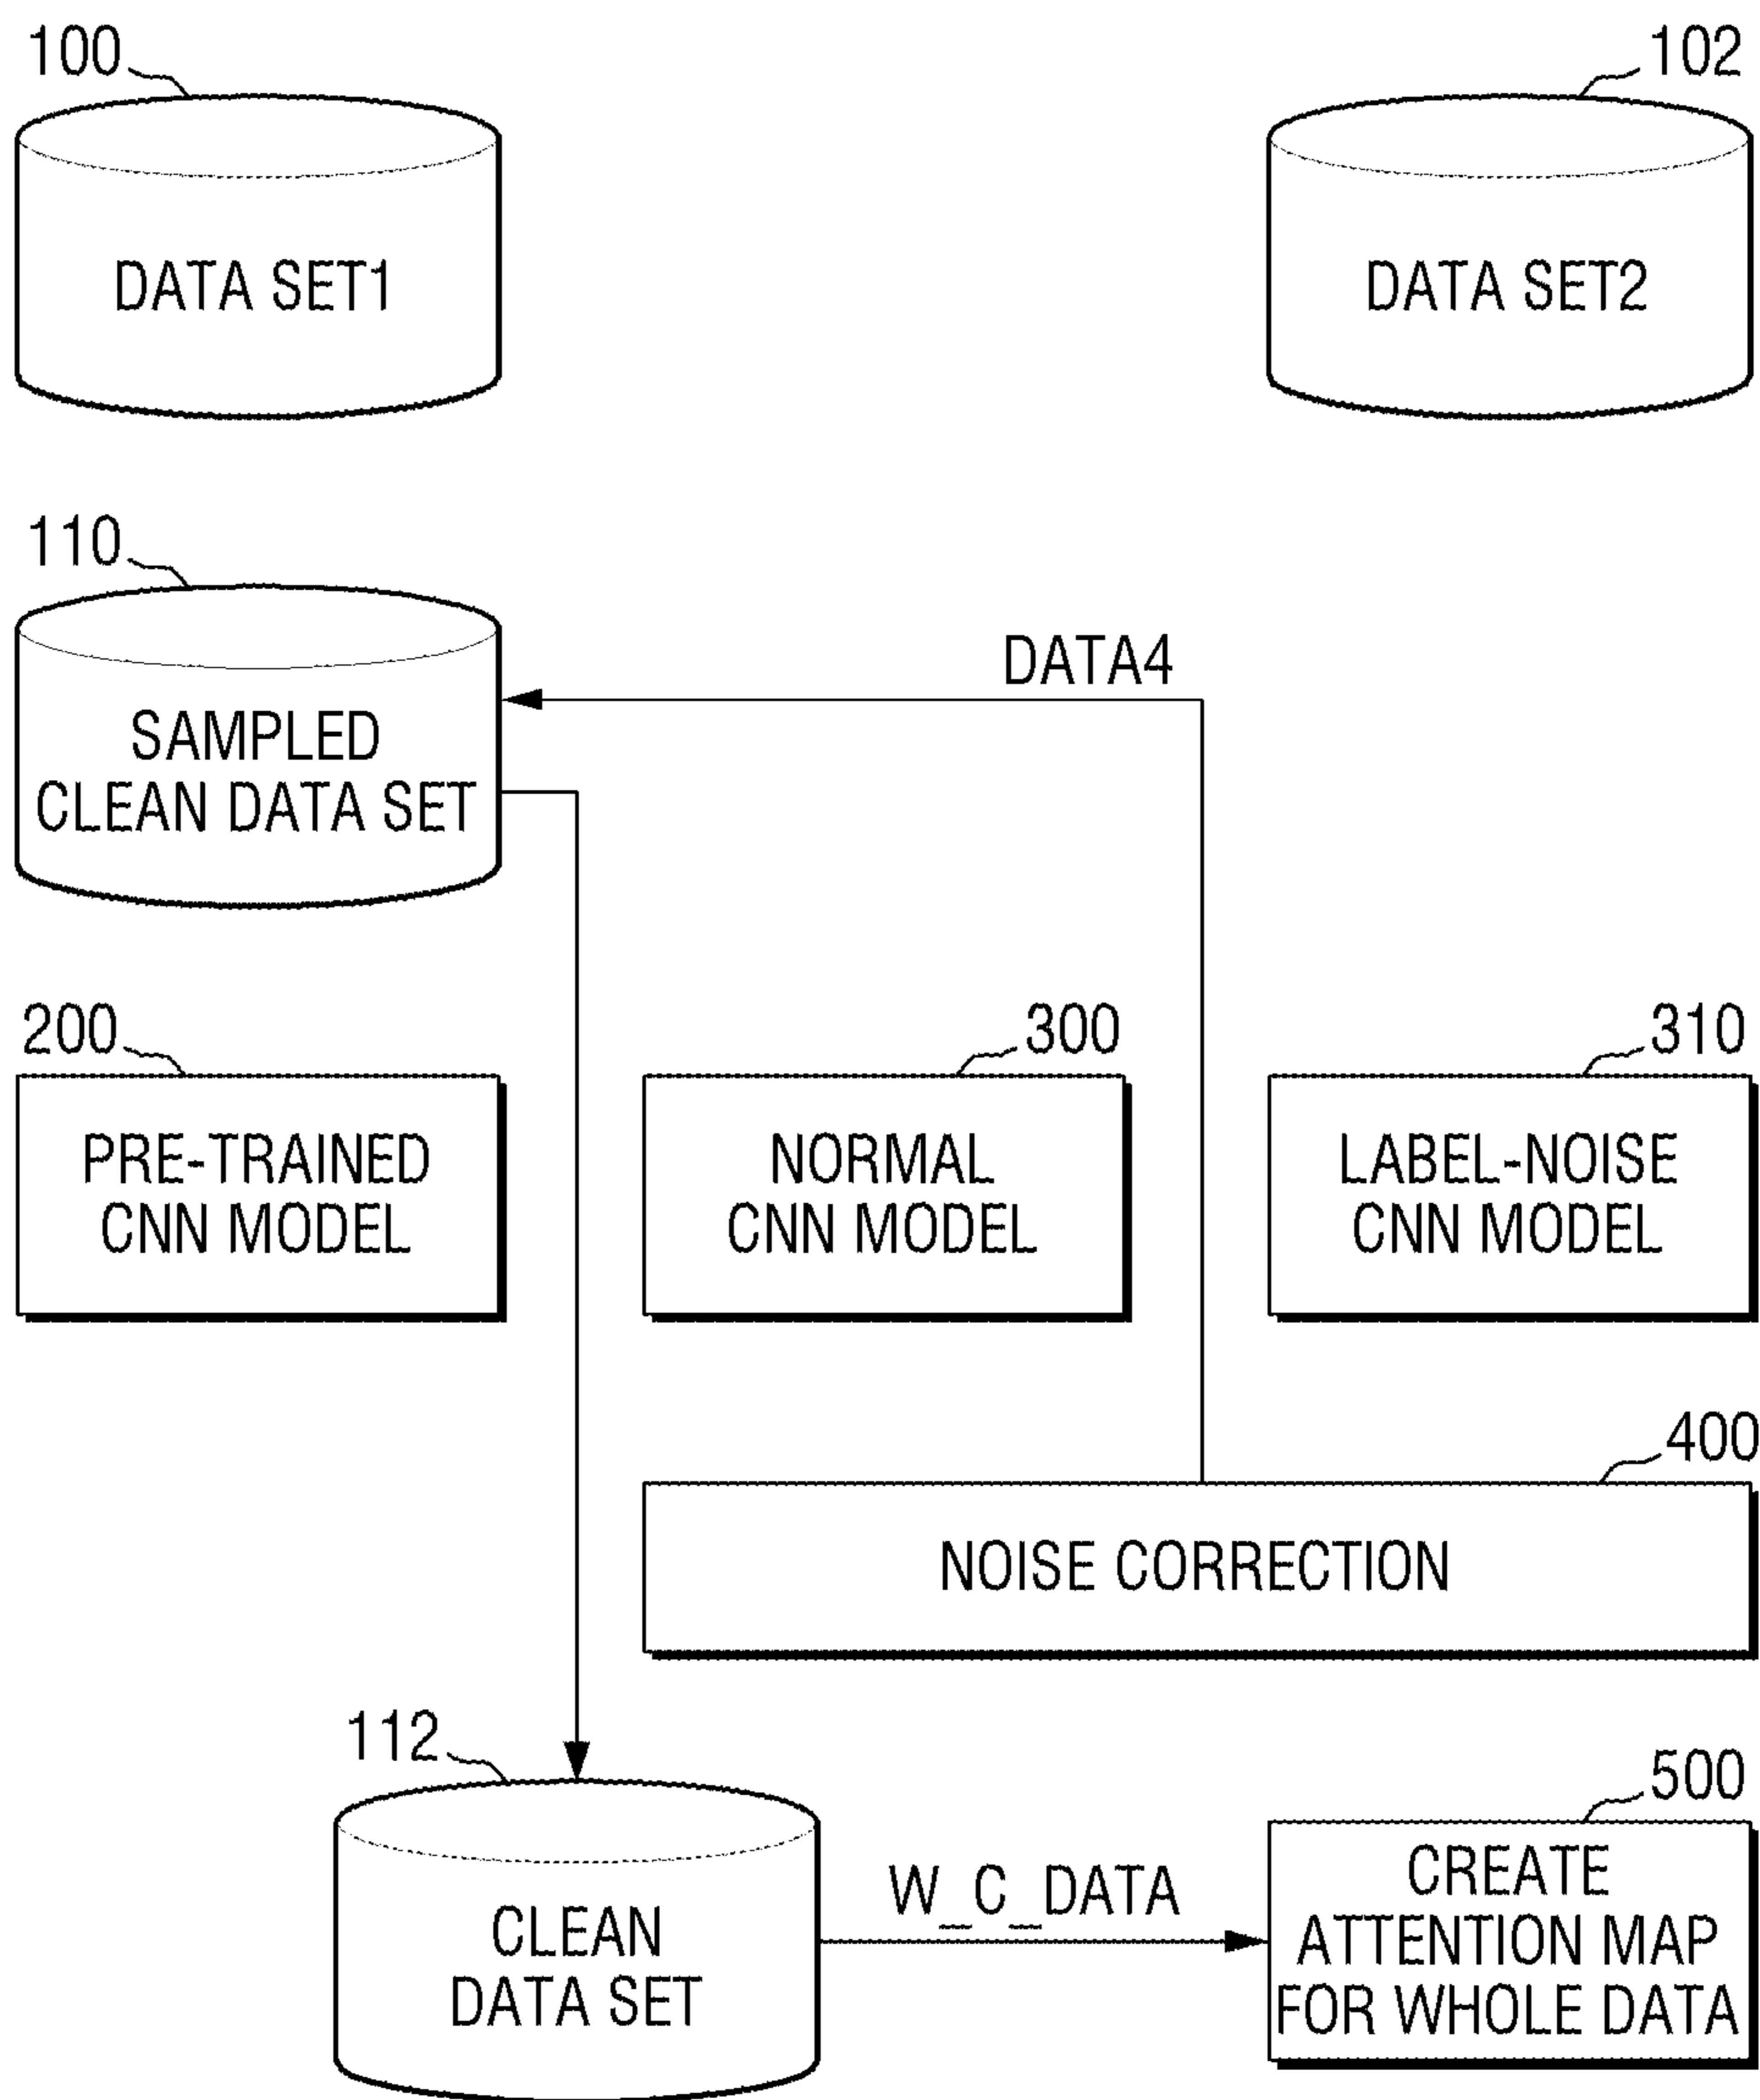 100
102
DATA SET1
DATA SET2
110
DATA4
SAMPLED
CLEAN DATA SET
200
300
310
PRE-TRAINED
CNN MODEL
NORMAL
CNN MODEL
LABEL-NOISE
CNN MODEL
400
NOISE CORRECTION
112
500
CLEAN
DATA SET
W_C_DATA
CREATE
ATTENTION MAP
FOR WHOLE DATA